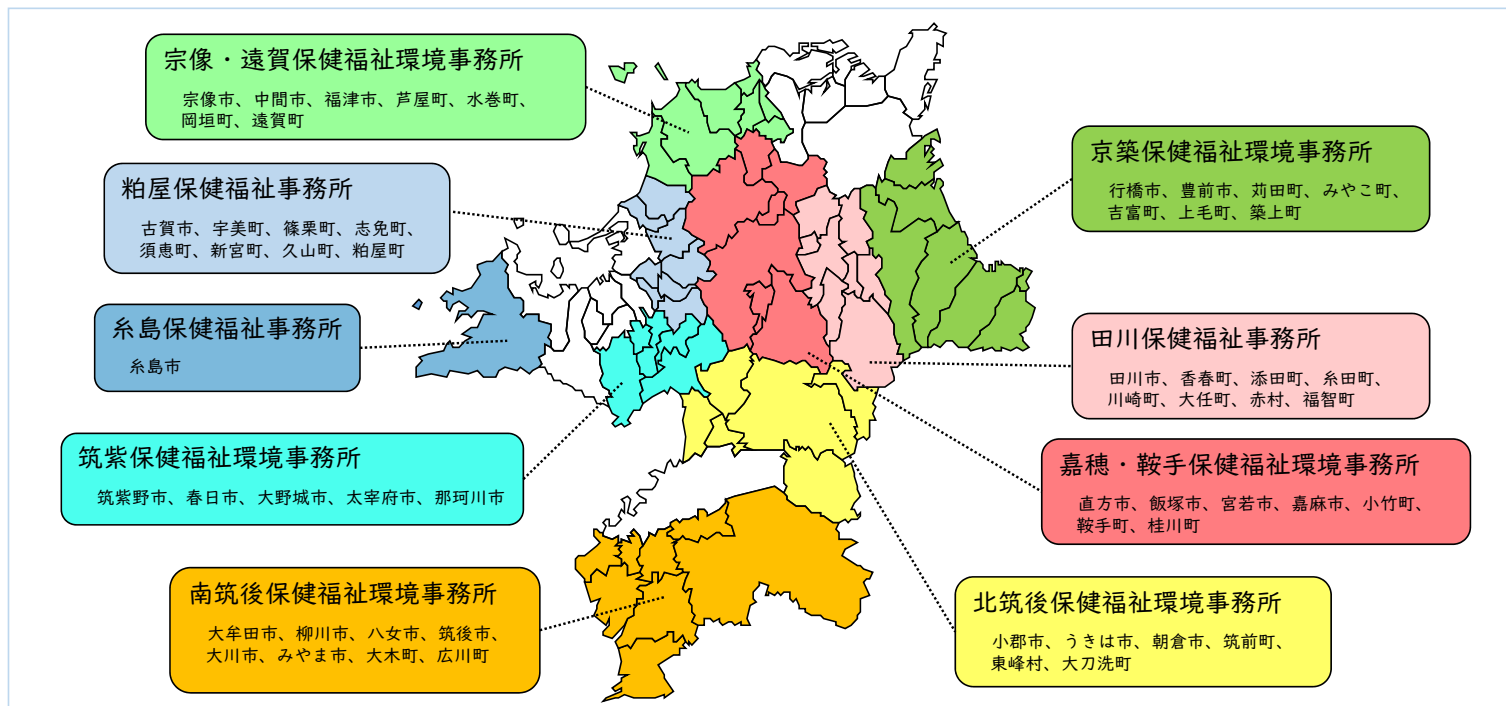 宗像・遠賀保健福祉環境事務所
宗像市、中間市、福津市、芦屋町、水巻町、
岡垣町、遠賀町
粕屋保健福祉事務所
古賀市、宇美町、篠栗町、志免町、
須恵町、新宮町、久山町、粕屋町
糸島保健福祉事務所
糸島市
筑紫保健福祉環境事務所
筑紫野市、春日市、大野城市、太宰府市、那珂川市
南筑後保健福祉環境事務所
大牟田市、柳川市、八女市、筑後市、
大川市、みやま市、大木町、広川町
京築保健福祉環境事務所
行橋市、豊前市、苅田町、みやこ町、
吉富町、上毛町、築上町
田川保健福祉事務所
田川市、香春町、添田町、糸田町、
川崎町、大任町、赤村、福智町
嘉穂・鞍手保健福祉環境事務所
直方市、飯塚市、宮若市、嘉麻市、小竹町、
鞍手町、桂川町
北筑後保健福祉環境事務所
小郡市、うきは市、朝倉市、筑前町、
東峰村、大刀洗町